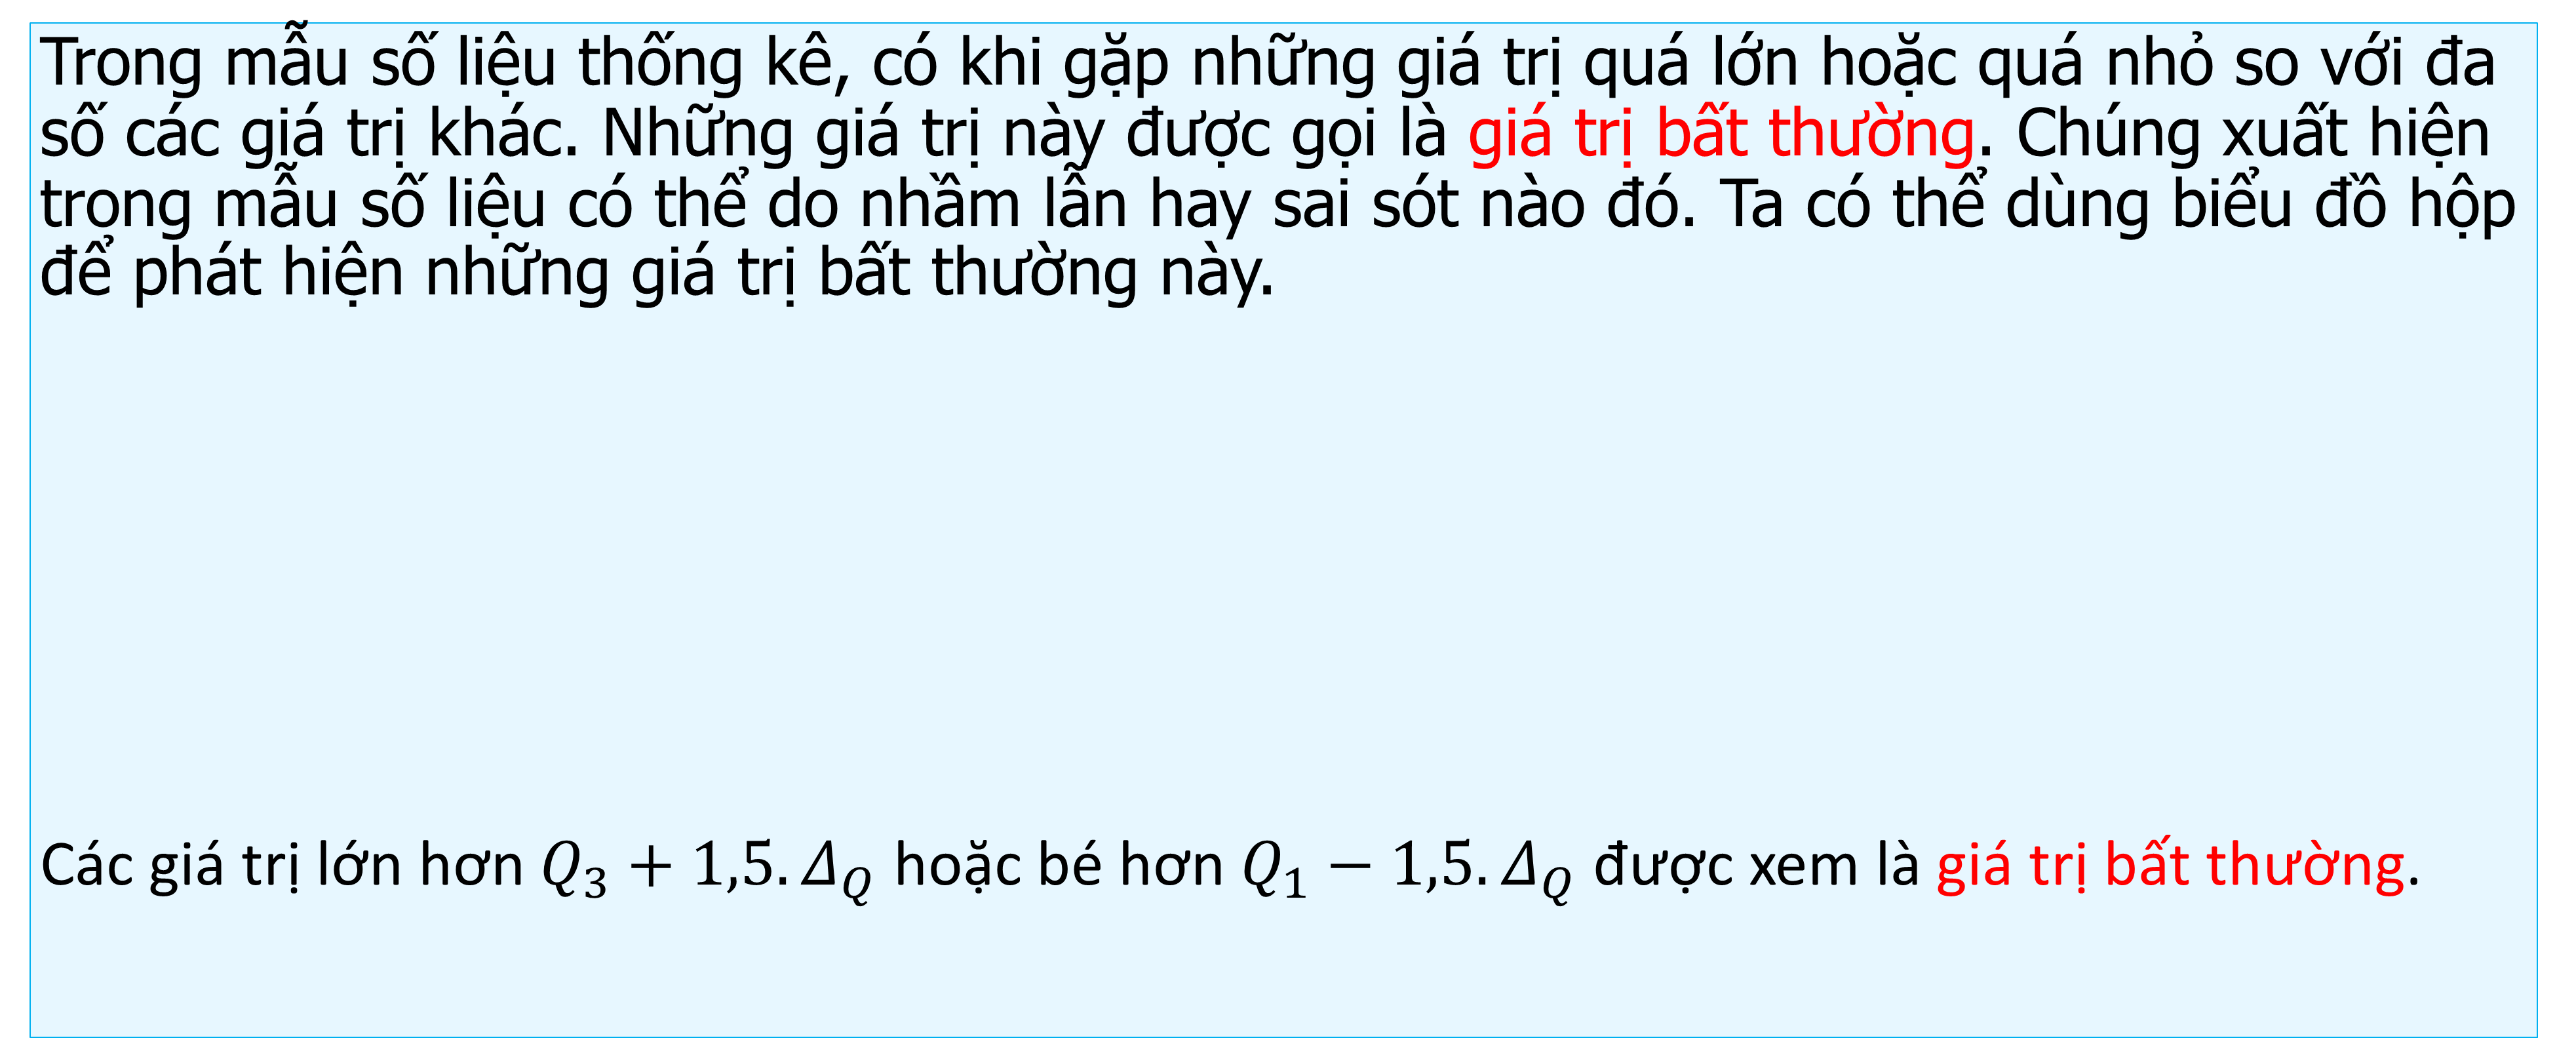 Trong mẫu số liệu thống kê, có khi gặp những giá trị quá lớn hoặc quá nhỏ so với đa
số các giá trị khác. Những giá trị này được gọi là giá trị bất thường. Chúng xuất hiện
trong mẫu số liệu có thể do nhầm lẫn hay sai sót nào đó. Ta có thể dùng biểu đồ hộp
để phát hiện những giá trị bất thường này.
Các giá trị lớn hơn Q₃ + 1,5. Δ_Q hoặc bé hơn Q₁ − 1,5. Δ_Q được xem là giá trị bất thường.